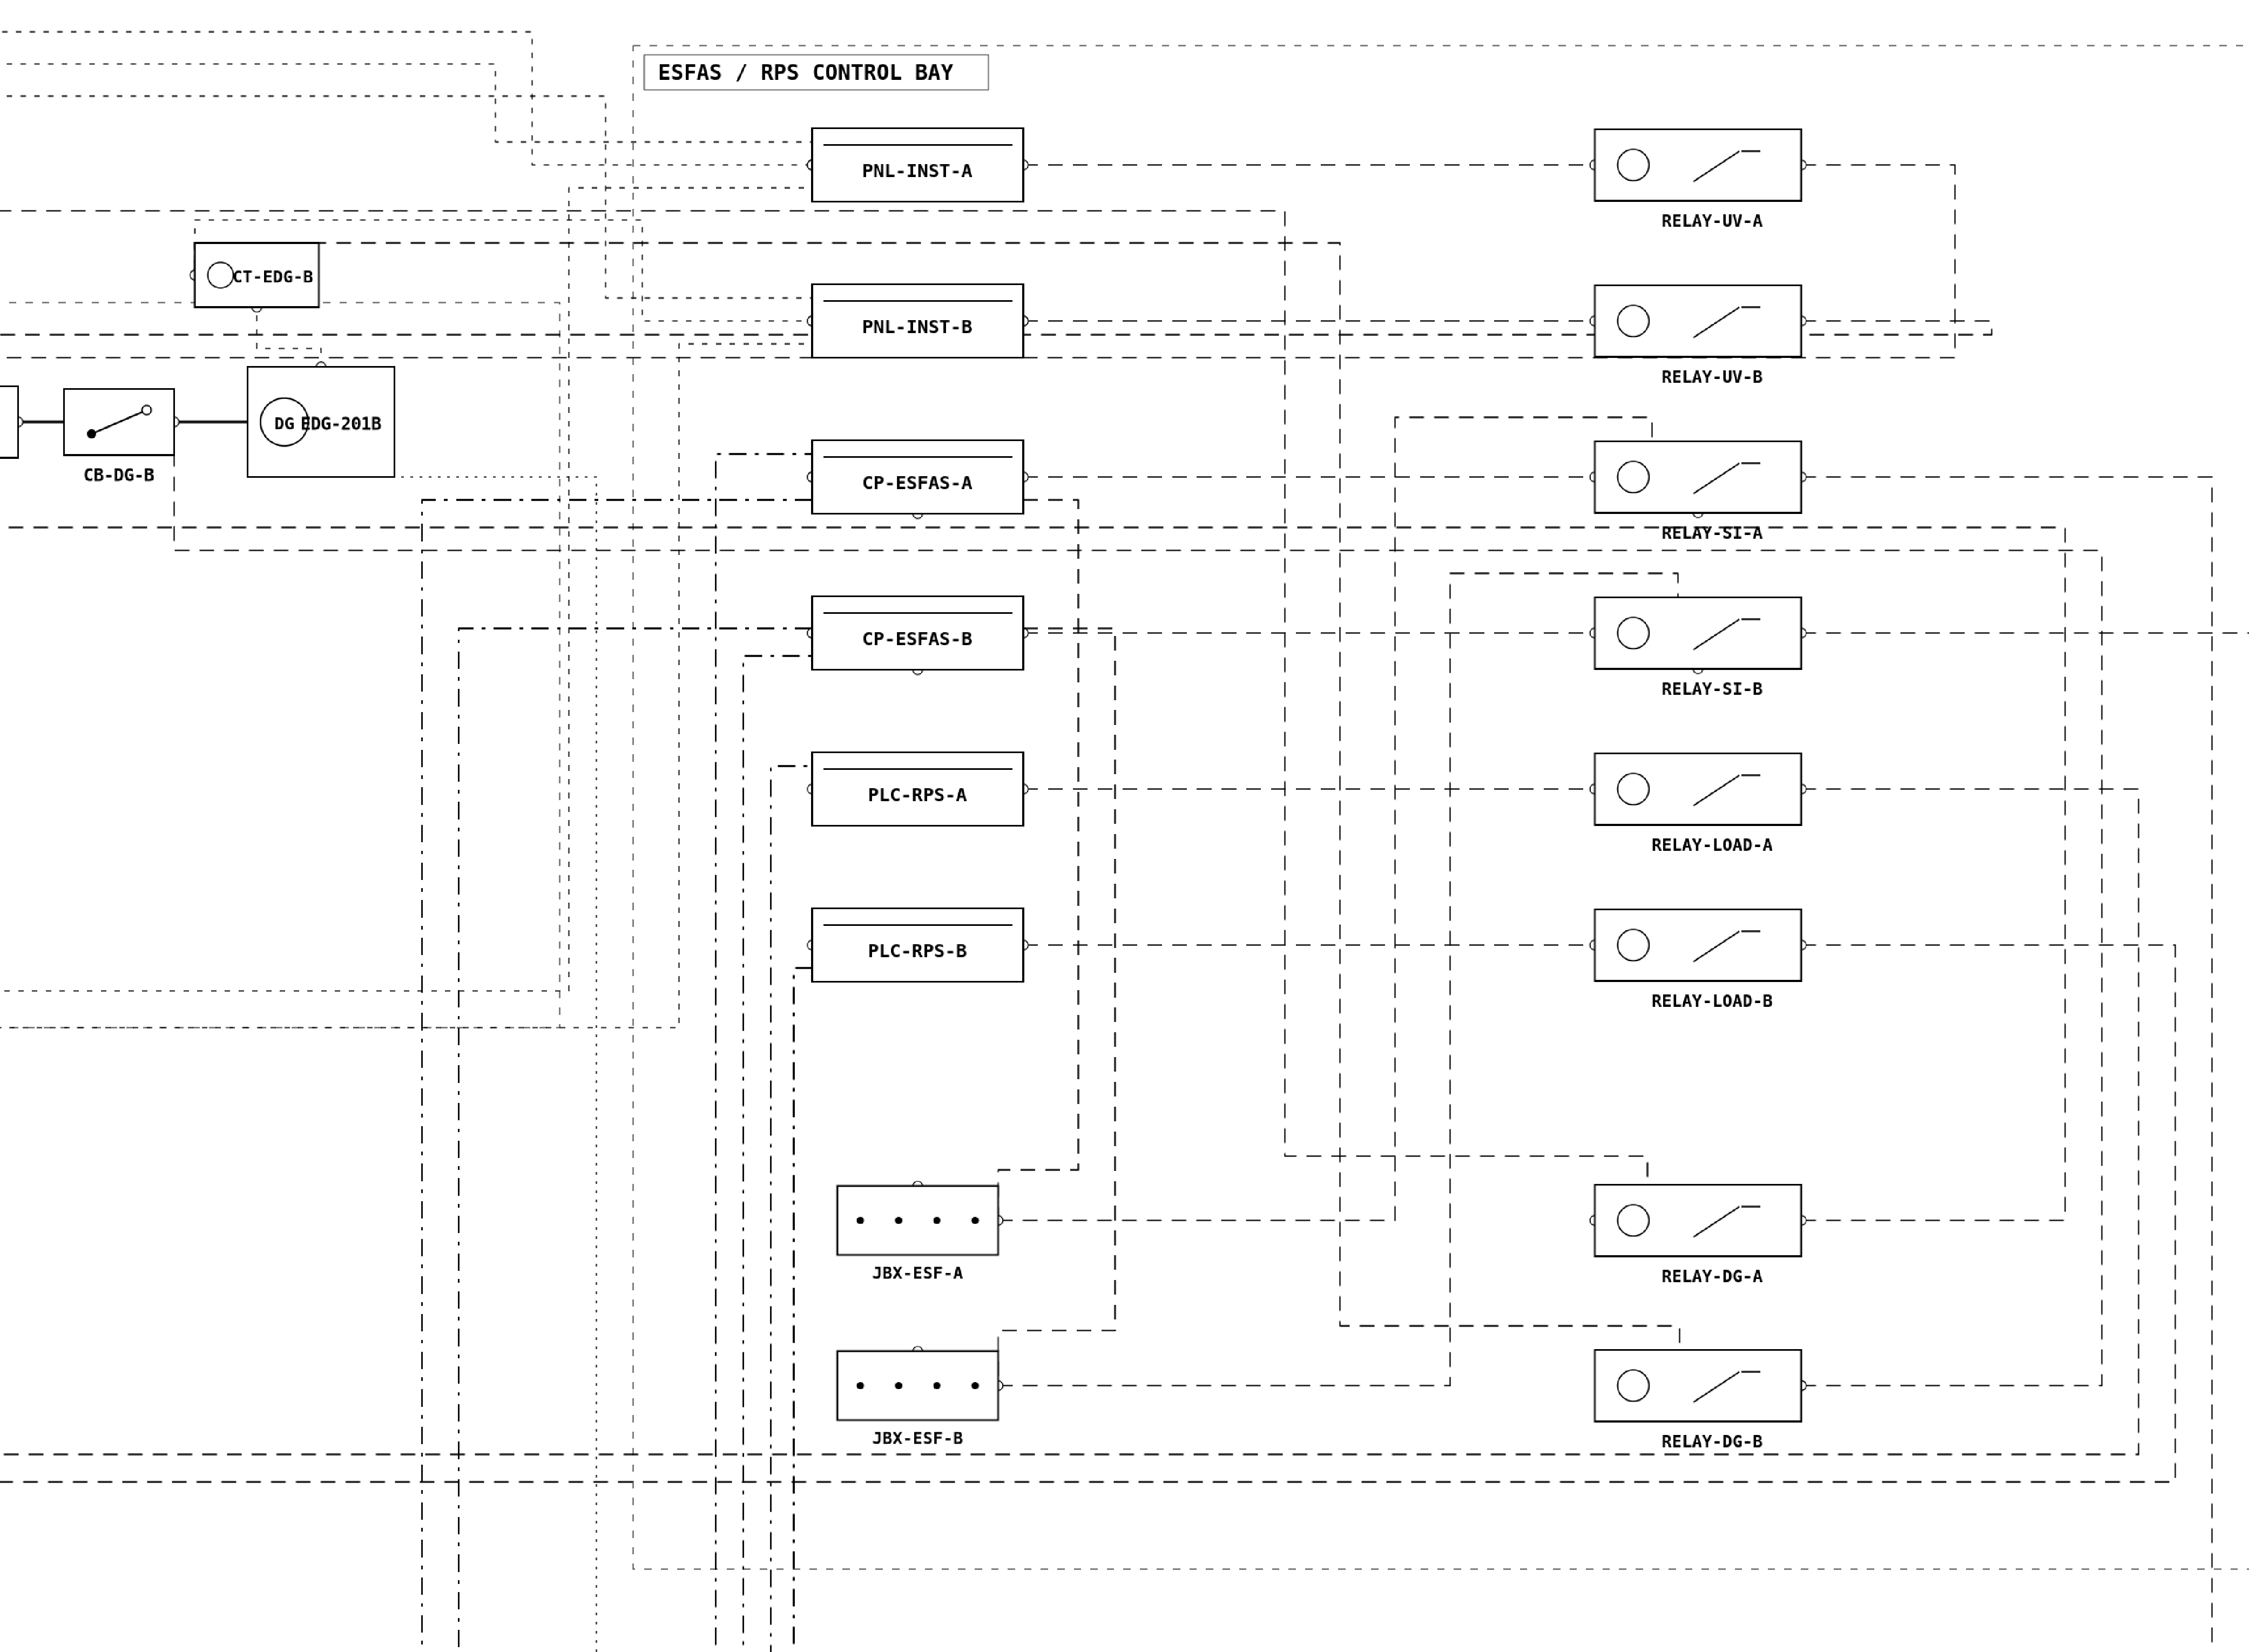 ESFAS / RPS CONTROL BAY
PNL-INST-A
RELAY-UV-A
CT-EDG-B
PNL-INST-B
RELAY-UV-B
DG EDG-201B
CB-DG-B
CP-ESFAS-A
RELAY-SI-A
CP-ESFAS-B
RELAY-SI-B
PLC-RPS-A
RELAY-LOAD-A
PLC-RPS-B
RELAY-LOAD-B
JBX-ESF-A
RELAY-DG-A
JBX-ESF-B
RELAY-DG-B